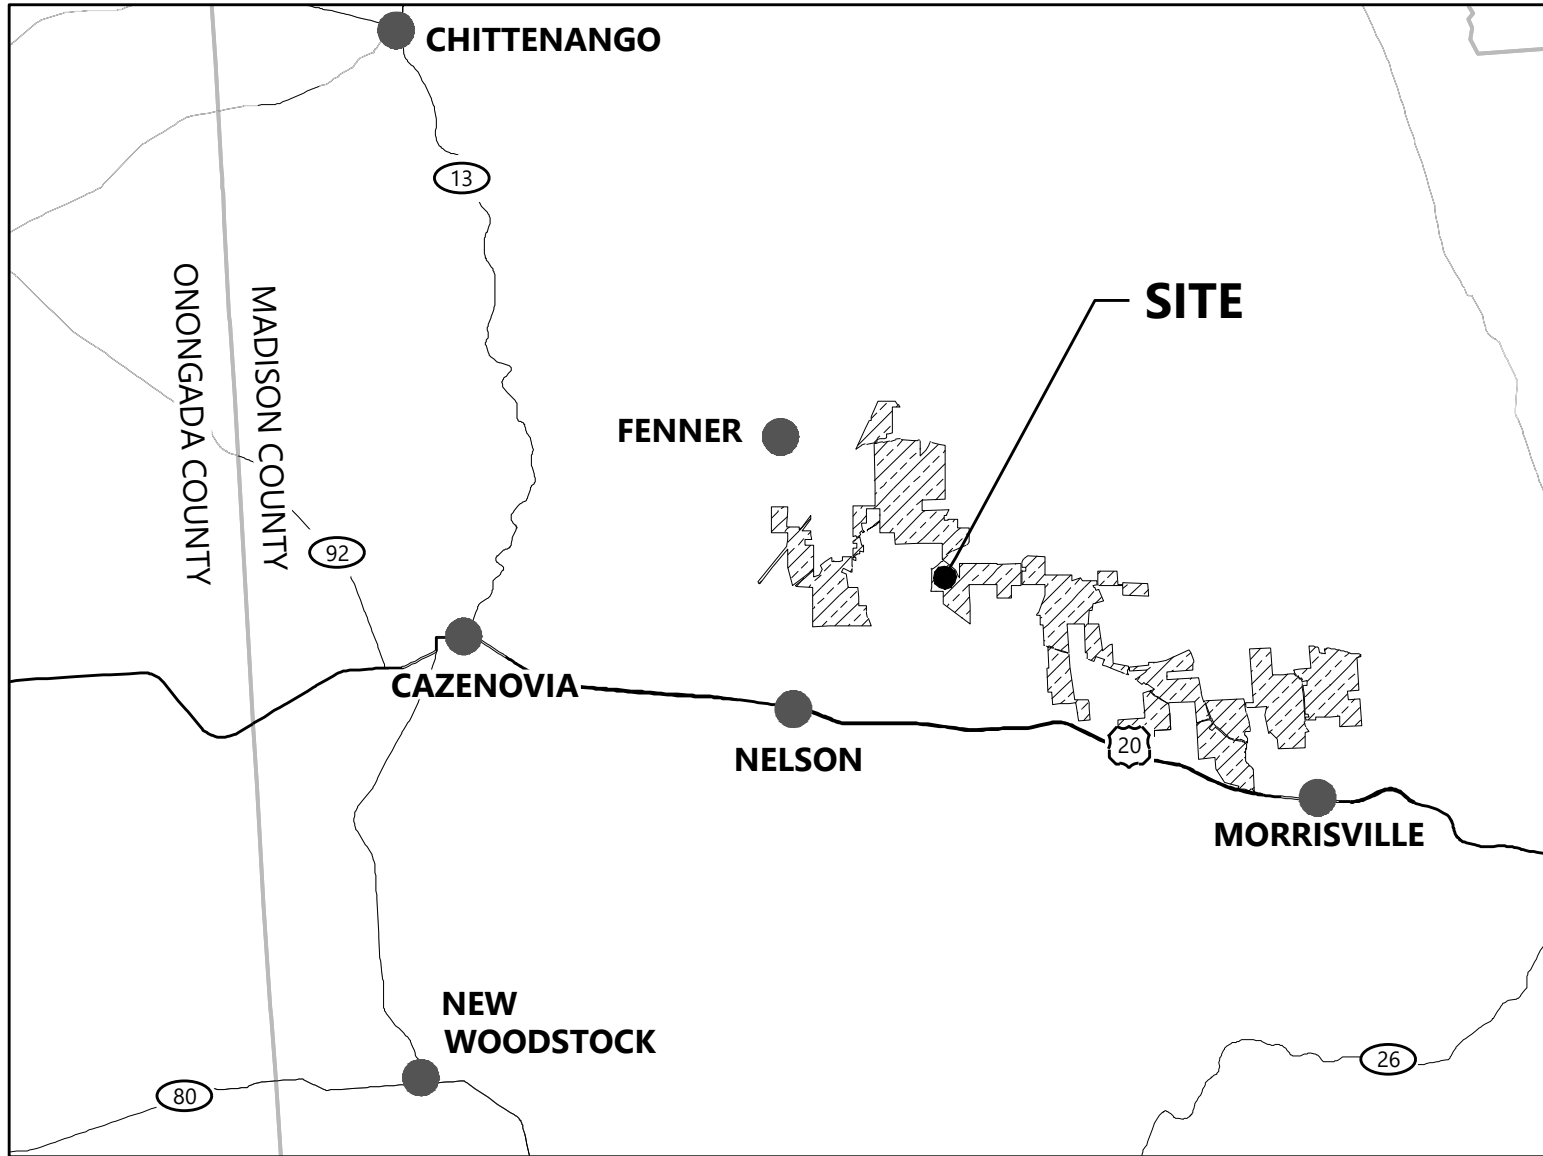 CHITTENANGO
13
SITE
ONONGADA COUNTY
MADISON COUNTY
FENNER
92
CAZENOVIA
NELSON
20
MORRISVILLE
NEW
WOODSTOCK
80
26